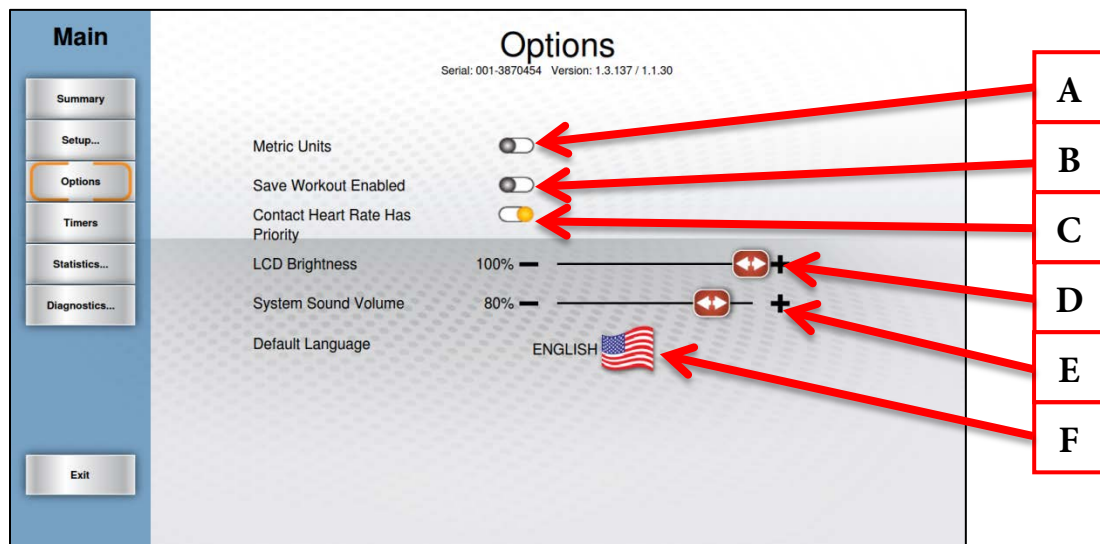 Main
Options
Serial: 001-3870454 Version: 1.3.137 / 1.1.30
Summary
Setup...
Options
Timers
Statistics...
Diagnostics...
Exit
Metric Units
Save Workout Enabled
Contact Heart Rate Has
Priority
LCD Brightness 100%
System Sound Volume 80%
Default Language ENGLISH
A
B
C
D
E
F